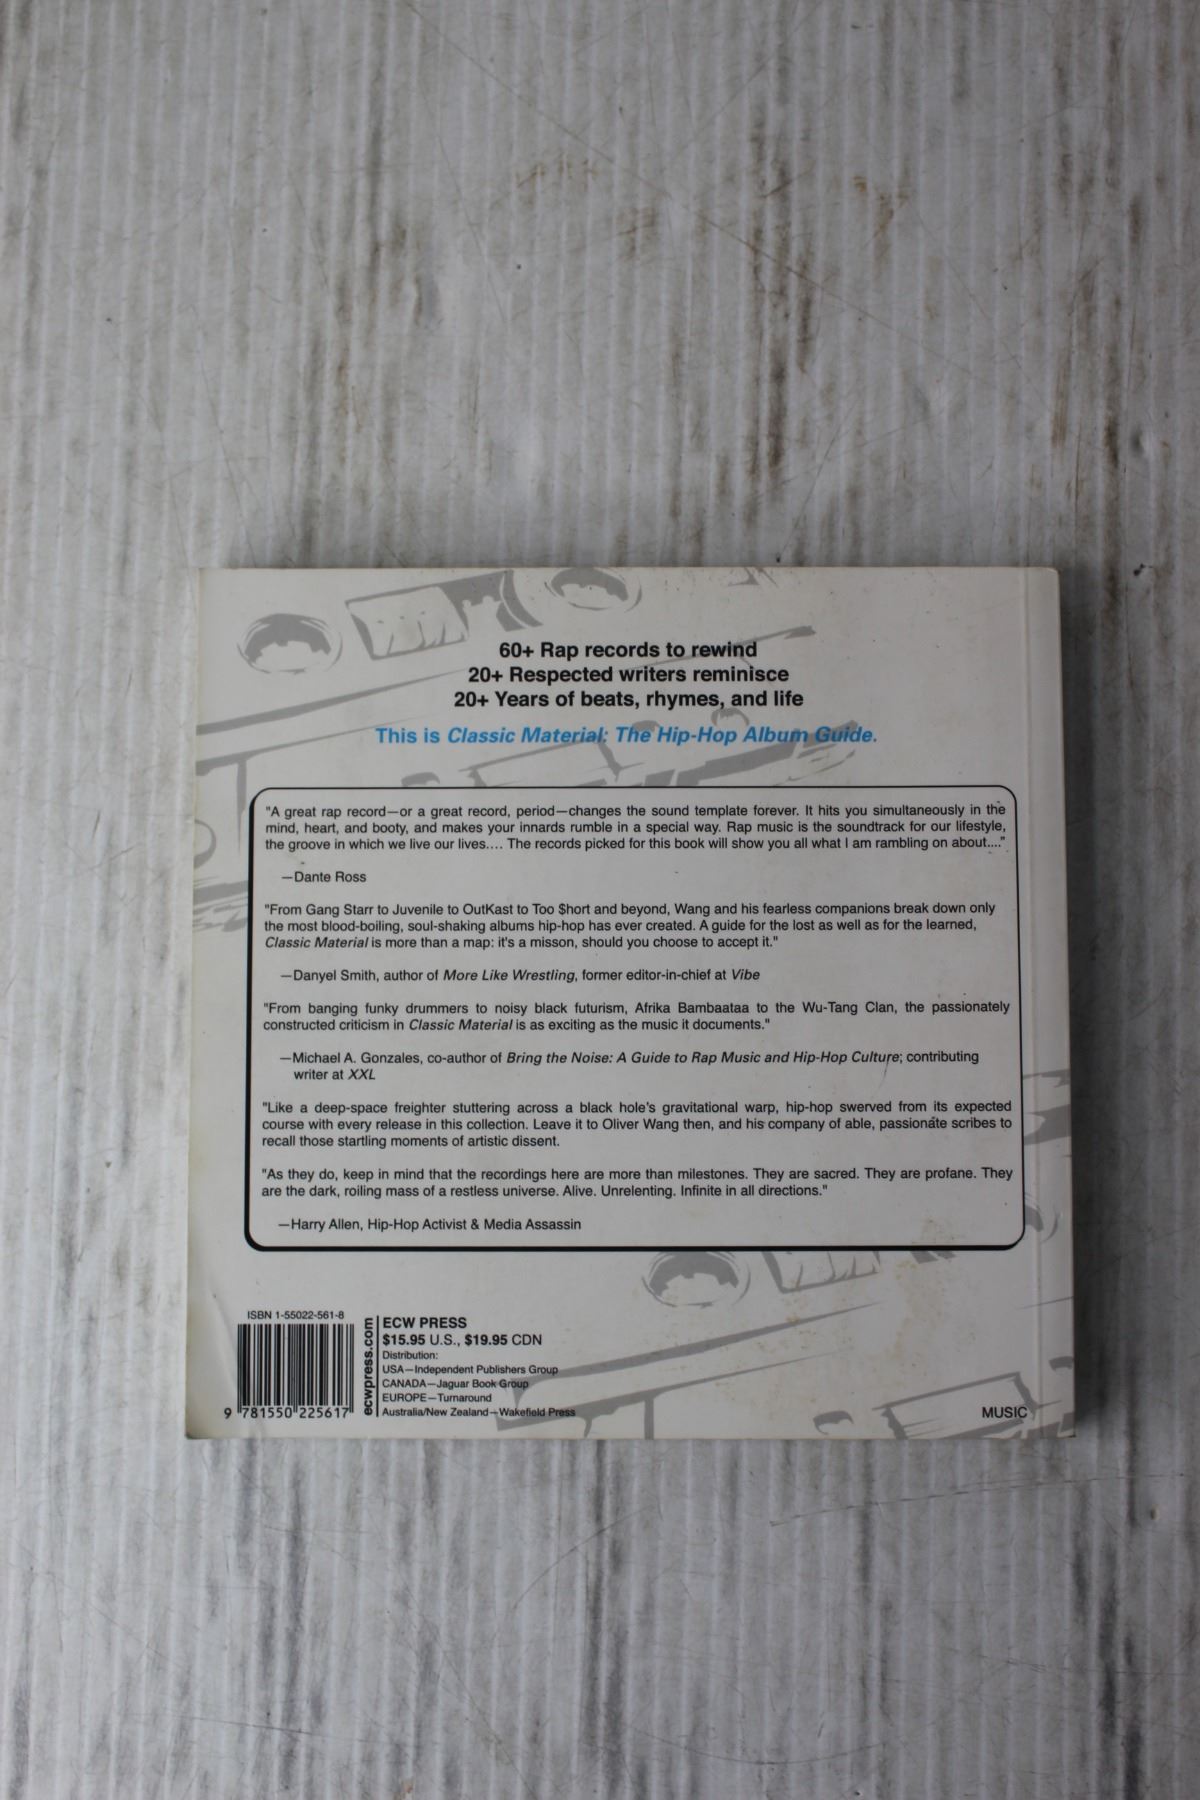 60+ Rap records to rewind
20+ Respected writers reminisce
20+ Years of beats, rhymes, and life
This is Classic Material: The Hip-Hop Album Guide.
"A great rap record—or a great record, period—changes the sound template forever. It hits you simultaneously in the
mind, heart, and booty, and makes your innards rumble in a special way. Rap music is the soundtrack for our lifestyle,
the groove in which we live our lives.... The records picked for this book will show you all what I am rambling on about...."
—Dante Ross
"From Gang Starr to Juvenile to OutKast to Too $hort and beyond, Wang and his fearless companions break down only
the most blood-boiling, soul-shaking albums hip-hop has ever created. A guide for the lost as well as for the learned,
Classic Material is more than a map: it's a misson, should you choose to accept it."
—Danyel Smith, author of More Like Wrestling, former editor-in-chief at Vibe
"From banging funky drummers to noisy black futurism, Afrika Bambaataa to the Wu-Tang Clan, the passionately
constructed criticism in Classic Material is as exciting as the music it documents."
—Michael A. Gonzales, co-author of Bring the Noise: A Guide to Rap Music and Hip-Hop Culture; contributing
writer at XXL
"Like a deep-space freighter stuttering across a black hole's gravitational warp, hip-hop swerved from its expected
course with every release in this collection. Leave it to Oliver Wang then, and his company of able, passionate scribes to
recall those startling moments of artistic dissent.
"As they do, keep in mind that the recordings here are more than milestones. They are sacred. They are profane. They
are the dark, roiling mass of a restless universe. Alive. Unrelenting. Infinite in all directions."
—Harry Allen, Hip-Hop Activist & Media Assassin
ISBN 1-55022-561-8
9 781550 225617
ecwpress.com
ECW PRESS
$15.95 U.S., $19.95 CDN
Distribution:
USA—Independent Publishers Group
CANADA—Jaguar Book Group
EUROPE—Turnaround
Australia/New Zealand—Wakefield Press
MUSIC